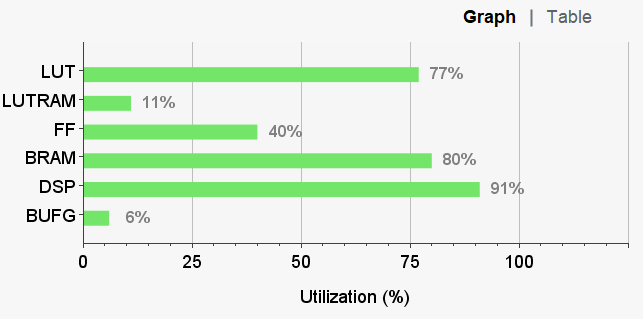 Graph | Table
LUT 77%
LUTRAM 11%
FF 40%
BRAM 80%
DSP 91%
BUFG 6%
0 25 50 75 100
Utilization (%)